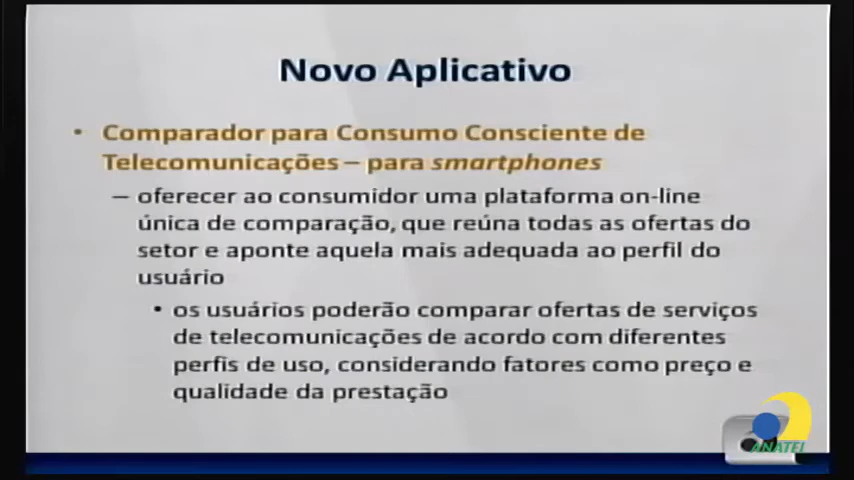 Novo Aplicativo
• Comparador para Consumo Consciente de
Telecomunicações – para smartphones
– oferecer ao consumidor uma plataforma on-line
única de comparação, que reúna todas as ofertas do
setor e aponte aquela mais adequada ao perfil do
usuário
• os usuários poderão comparar ofertas de serviços
de telecomunicações de acordo com diferentes
perfis de uso, considerando fatores como preço e
qualidade da prestação
ANATEL